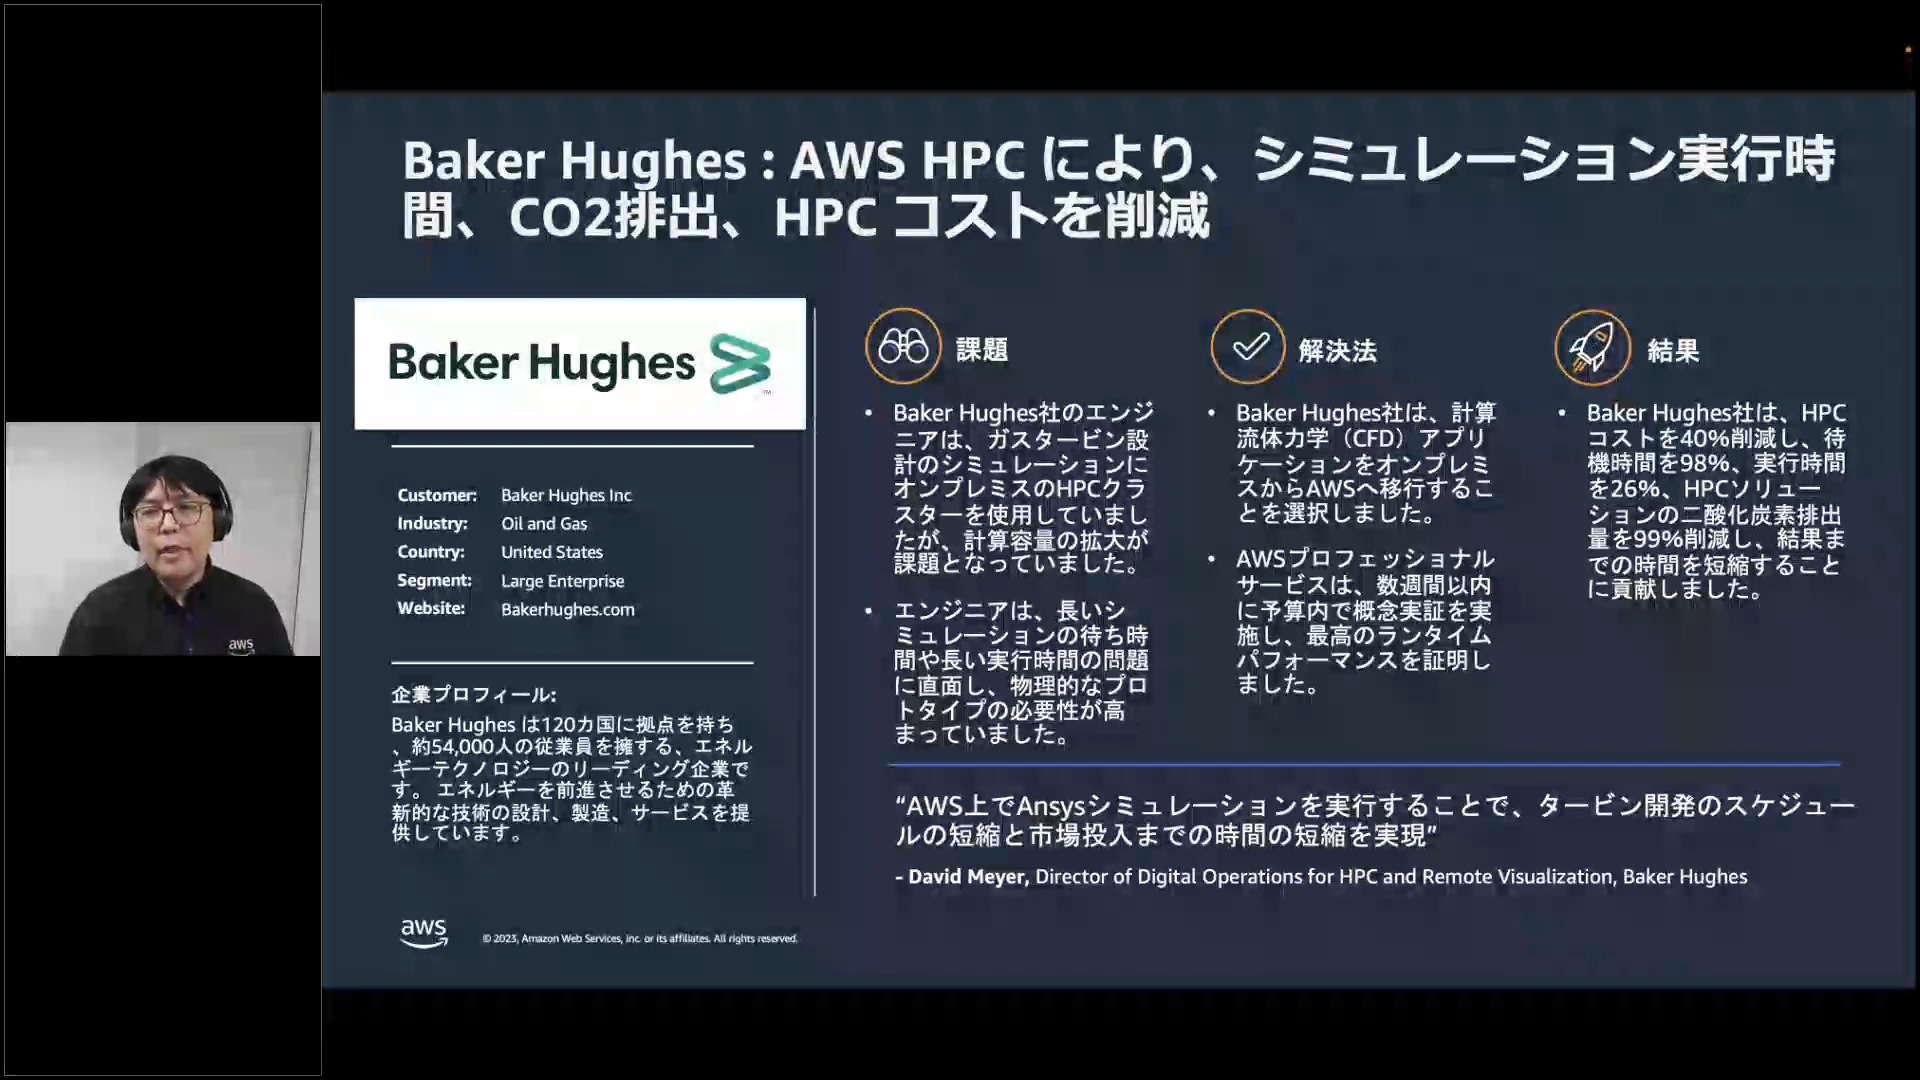 Baker Hughes : AWS HPC により、シミュレーション実行時
間、CO2排出、HPC コストを削減
Baker Hughes
TM
Customer: Baker Hughes Inc
Industry: Oil and Gas
Country: United States
Segment: Large Enterprise
Website: Bakerhughes.com
企業プロフィール:
Baker Hughes は120カ国に拠点を持ち
、約54,000人の従業員を擁する、エネル
ギーテクノロジーのリーディング企業で
す。 エネルギーを前進させるための革
新的な技術の設計、製造、サービスを提
供しています。
課題
• Baker Hughes社のエンジ
ニアは、ガスタービン設
計のシミュレーションに
オンプレミスのHPCクラ
スターを使用していまし
たが、計算容量の拡大が
課題となっていました。
• エンジニアは、長いシ
ミュレーションの待ち時
間や長い実行時間の問題
に直面し、物理的なプロ
トタイプの必要性が高
まっていました。
解決法
• Baker Hughes社は、計算
流体力学（CFD）アプリ
ケーションをオンプレミ
スからAWSへ移行するこ
とを選択しました。
• AWSプロフェッショナル
サービスは、数週間以内
に予算内で概念実証を実
施し、最高のランタイム
パフォーマンスを証明し
ました。
結果
• Baker Hughes社は、HPC
コストを40%削減し、待
機時間を98%、実行時間
を26%、HPCソリュー
ションの二酸化炭素排出
量を99%削減し、結果ま
での時間を短縮すること
に貢献しました。
“AWS上でAnsysシミュレーションを実行することで、タービン開発のスケジュー
ルの短縮と市場投入までの時間の短縮を実現”
- David Meyer, Director of Digital Operations for HPC and Remote Visualization, Baker Hughes
aws
© 2023, Amazon Web Services, Inc. or its affiliates. All rights reserved.
aws